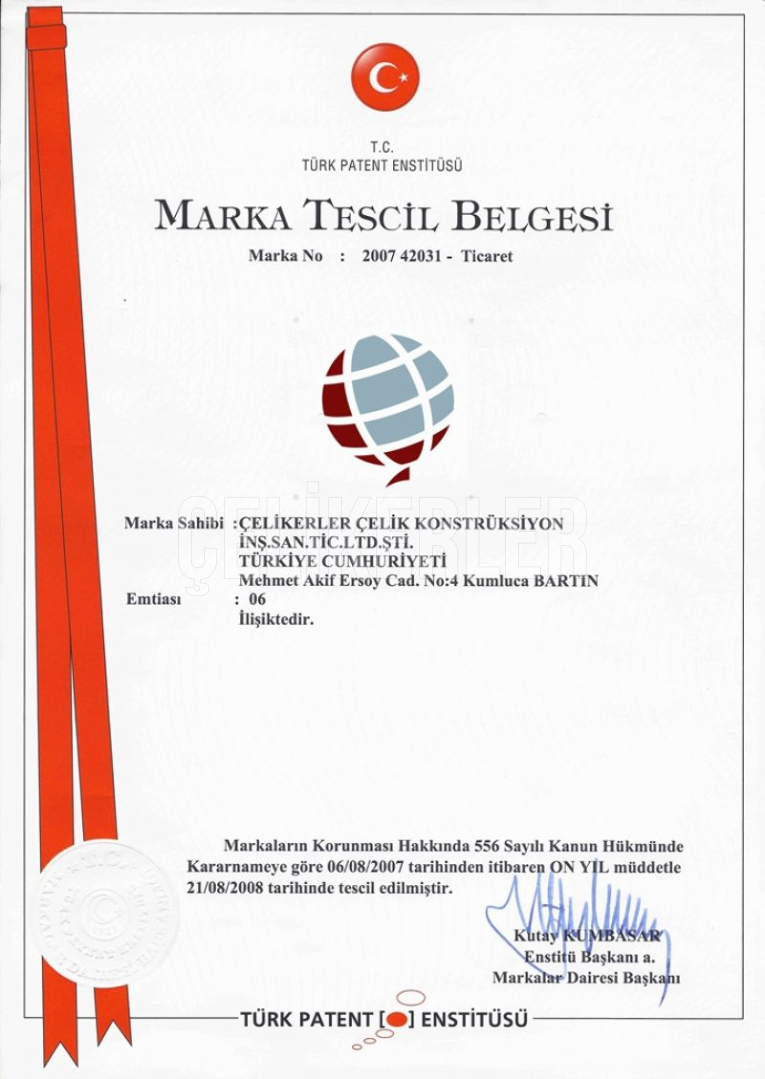 T.C.
TÜRK PATENT ENSTİTÜSÜ
MARKA TESCİL BELGESİ
Marka No : 2007 42031 - Ticaret
ÇELİKERLER
Marka Sahibi :ÇELİKERLER ÇELİK KONSTRÜKSİYON
İNŞ.SAN.TİC.LTD.ŞTİ.
TÜRKİYE CUMHURİYETİ
Mehmet Akif Ersoy Cad. No:4 Kumluca BARTIN
Emtiası : 06
İlişiktedir.
Markaların Korunması Hakkında 556 Sayılı Kanun Hükmünde
Kararnameye göre 06/08/2007 tarihinden itibaren ON YIL müddetle
21/08/2008 tarihinde tescil edilmiştir.
Kutay KUMBASAR
Enstitü Başkanı a.
Markalar Dairesi Başkanı
T.C.
TÜRK PATENT [ ] ENSTİTÜSÜ